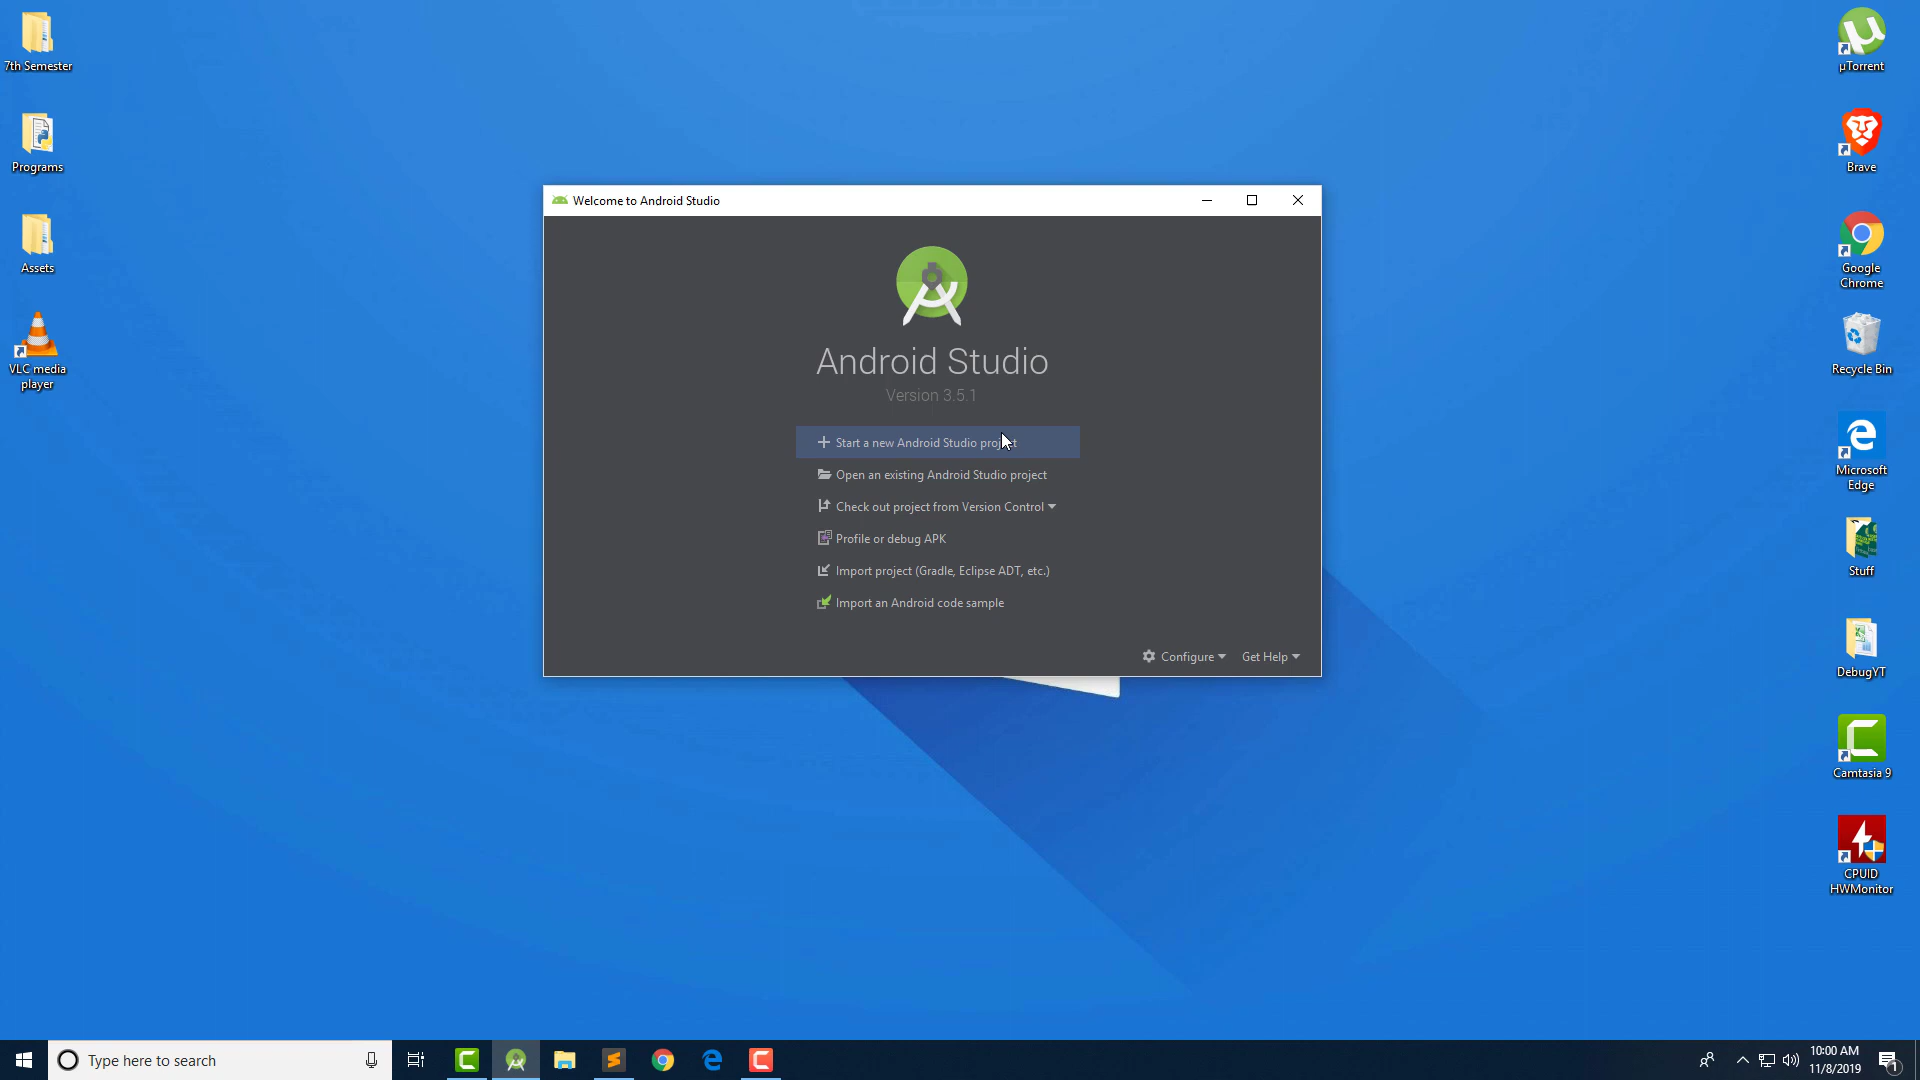 7th Semester
Programs
Assets
VLC media
player
Welcome to Android Studio
Android Studio
Version 3.5.1
Start a new Android Studio project
Open an existing Android Studio project
Check out project from Version Control
Profile or debug APK
Import project (Gradle, Eclipse ADT, etc.)
Import an Android code sample
Configure
Get Help
µTorrent
Brave
Google
Chrome
Recycle Bin
Microsoft
Edge
Stuff
DebugYT
Camtasia 9
CPUID
HWMonitor
Type here to search
10:00 AM
11/8/2019
1